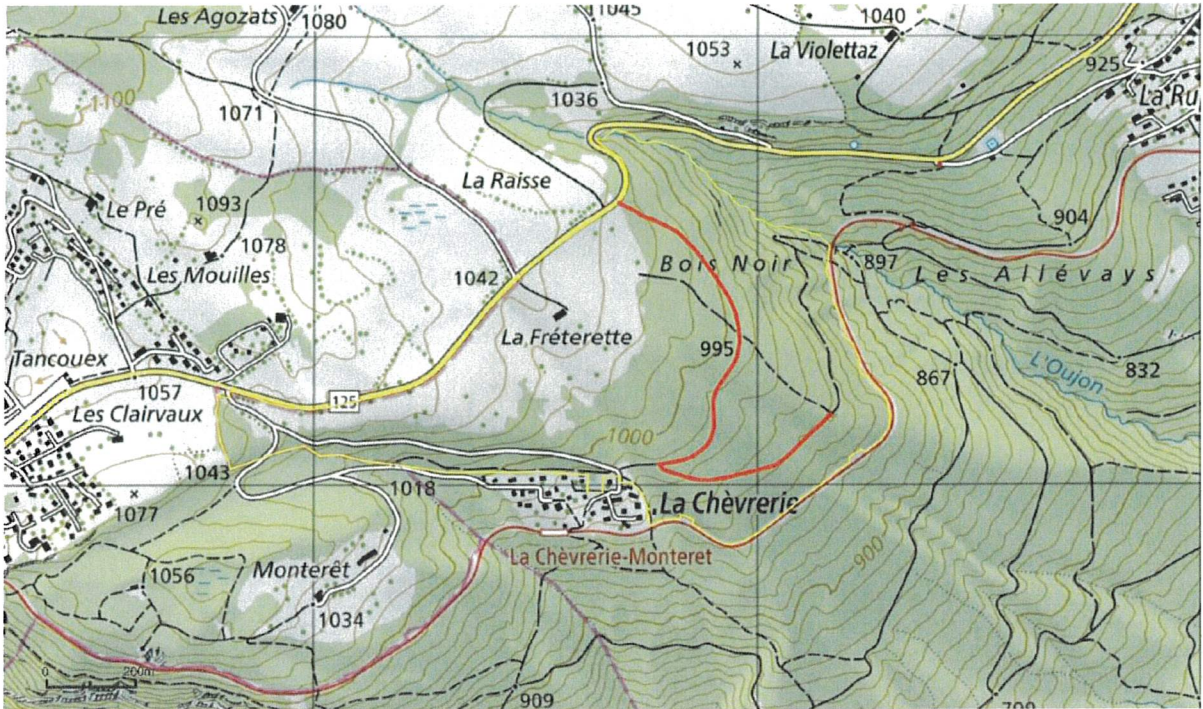 Les Agozats
1080
1045
1040
1053
La Violettaz
925
La Ru
1100
1071
1036
La Raisse
Le Pré
1093
1078
904
Les Mouilles
1042
Bois Noir
897
Les Allévays
La Fréterette
995
L'Oujon
Tancouex
1057
867
832
125
Les Clairvaux
1000
1043
1018
La Chèvrerie
1077
900
La Chèvrerie-Monteret
1056
Monterêt
1034
0
200m
909